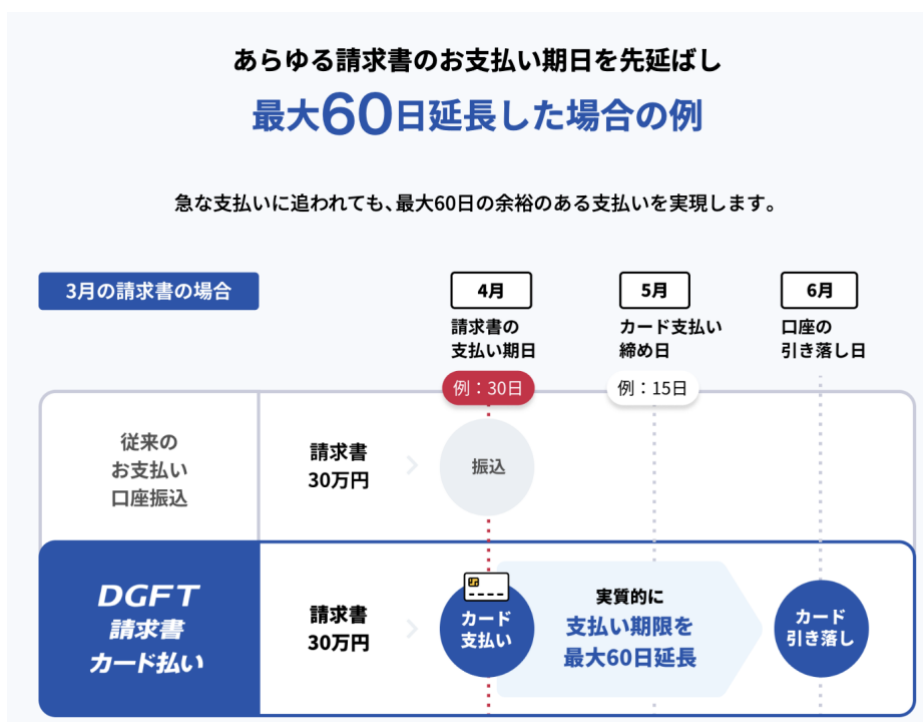 あらゆる請求書のお支払い期日を先延ばし
最大60日延長した場合の例
急な支払いに追われても、最大60日の余裕のある支払いを実現します。
3月の請求書の場合
4月
請求書の
支払い期日
例：30日
5月
カード支払い
締め日
例：15日
6月
口座の
引き落し日
従来の
お支払い
口座振込
請求書
30万円
振込
DGFT
請求書
カード払い
請求書
30万円
カード
支払い
実質的に
支払い期限を
最大60日延長
カード
引き落し